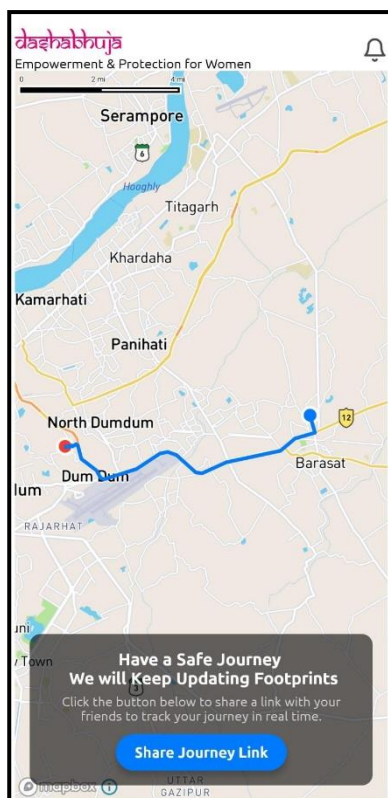 dashabhuja
Empowerment & Protection for Women
0 2 mi 4 mi
Serampore
6
Hooghly
Titagarh
Khardaha
Kamarhati
Panihati
12
North Dumdum
Barasat
Dum Dum
lum
RAJARHAT
uni
Town
Have a Safe Journey
We will Keep Updating Footprints
3
Click the button below to share a link with your
friends to track your journey in real time.
Share Journey Link
mapbox
UTTAR
GAZIPUR